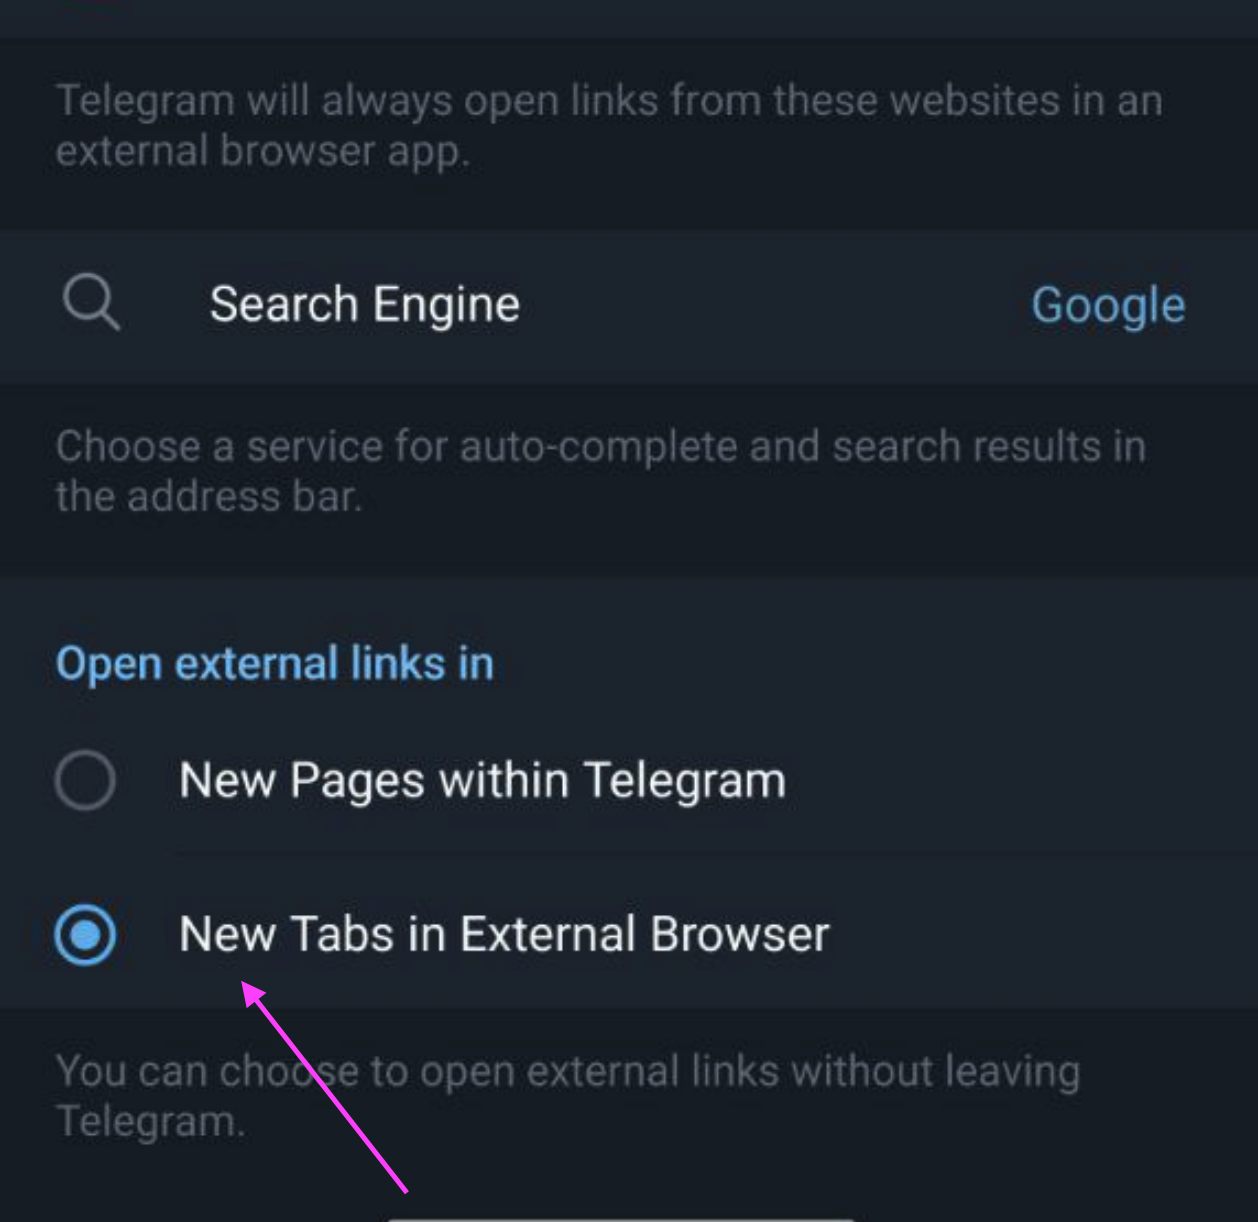 Telegram will always open links from these websites in an
external browser app.
Search Engine
Google
Choose a service for auto-complete and search results in
the address bar.
Open external links in
New Pages within Telegram
New Tabs in External Browser
You can choose to open external links without leaving
Telegram.